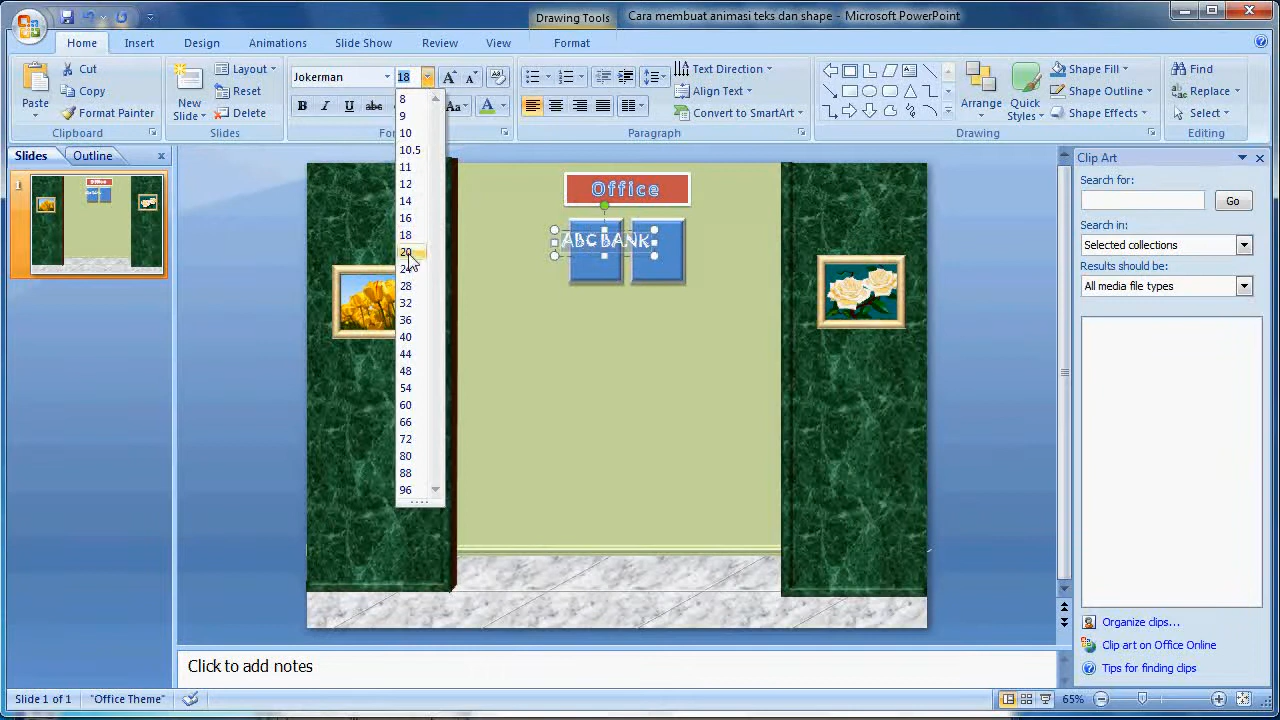 Drawing Tools
Cara membuat animasi teks dan shape - Microsoft PowerPoint
Home Insert Design Animations Slide Show Review View Format
Paste
Cut
Copy
Format Painter
Clipboard
New Slide
Layout
Reset
Delete
Slides
Jokerman 18
B I U abc Aa A
Text Direction
Align Text
Convert to SmartArt
Paragraph
Arrange
Quick Styles
Shape Fill
Shape Outline
Shape Effects
Drawing
Find
Replace
Select
Editing
8
9
10
10.5
11
12
14
16
18
20
24
28
32
36
40
44
48
54
60
66
72
80
88
96
Slides Outline
1
Office
ABC BANK
Clip Art
Search for:
Go
Search in:
Selected collections
Results should be:
All media file types
Organize clips...
Clip art on Office Online
Tips for finding clips
Click to add notes
Slide 1 of 1 "Office Theme" 65%